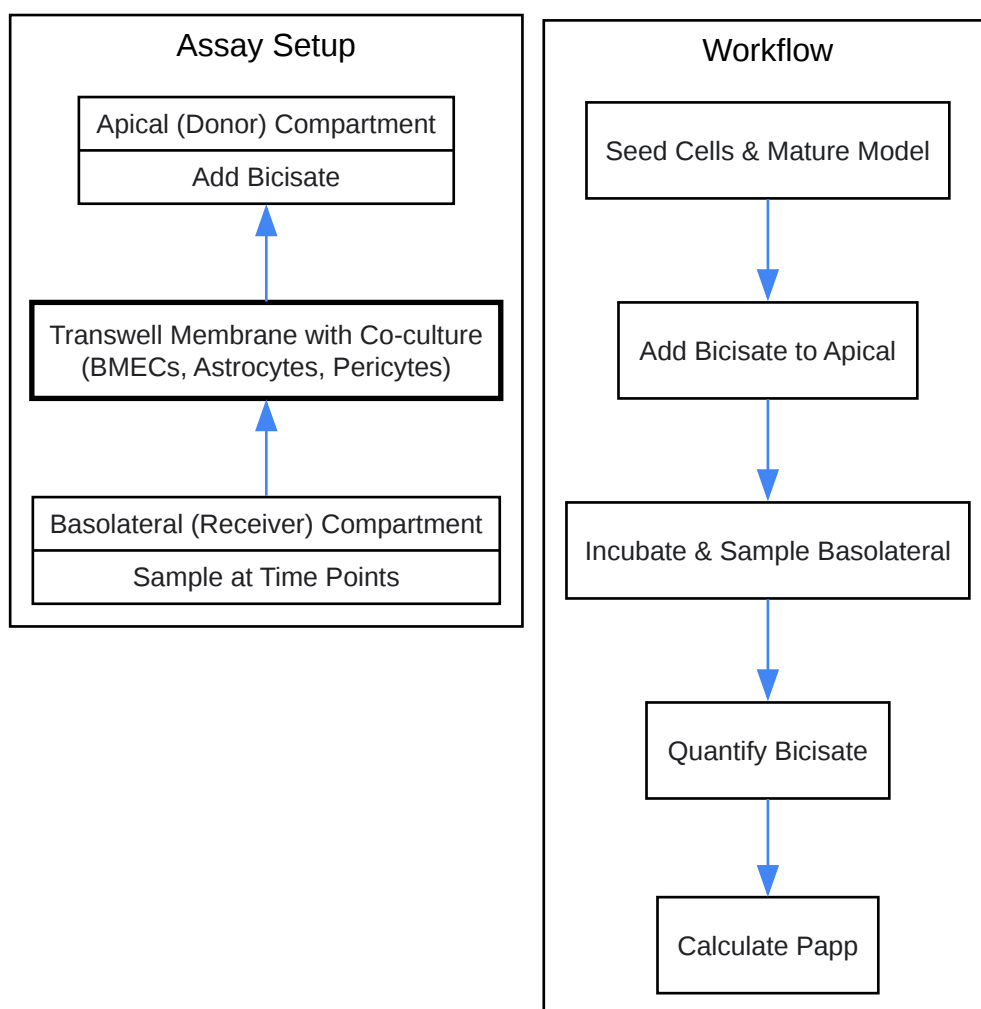 Assay Setup
Apical (Donor) Compartment
Add Bicisate
Transwell Membrane with Co-culture
(BMECs, Astrocytes, Pericytes)
Basolateral (Receiver) Compartment
Sample at Time Points
Workflow
Seed Cells & Mature Model
Add Bicisate to Apical
Incubate & Sample Basolateral
Quantify Bicisate
Calculate Papp